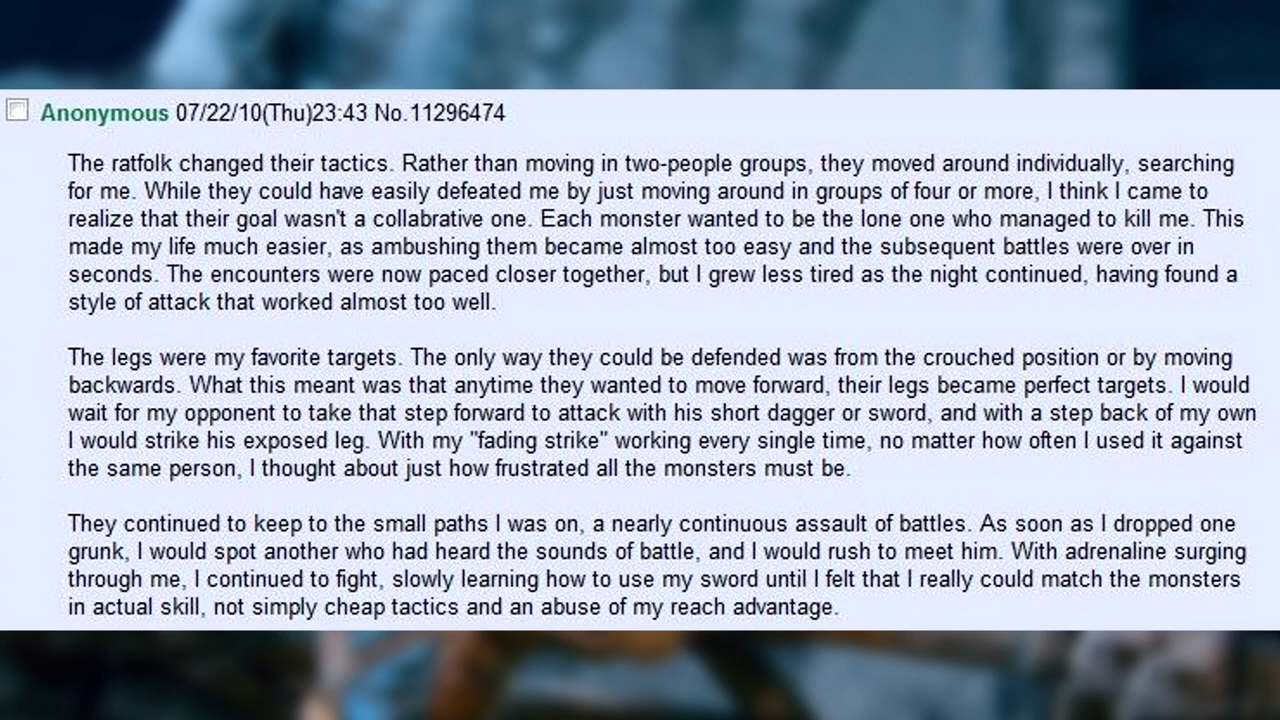 Anonymous 07/22/10(Thu)23:43 No.11296474
The ratfolk changed their tactics. Rather than moving in two-people groups, they moved around individually, searching
for me. While they could have easily defeated me by just moving around in groups of four or more, I think I came to
realize that their goal wasn't a collabrative one. Each monster wanted to be the lone one who managed to kill me. This
made my life much easier, as ambushing them became almost too easy and the subsequent battles were over in
seconds. The encounters were now paced closer together, but I grew less tired as the night continued, having found a
style of attack that worked almost too well.
The legs were my favorite targets. The only way they could be defended was from the crouched position or by moving
backwards. What this meant was that anytime they wanted to move forward, their legs became perfect targets. I would
wait for my opponent to take that step forward to attack with his short dagger or sword, and with a step back of my own
I would strike his exposed leg. With my "fading strike" working every single time, no matter how often I used it against
the same person, I thought about just how frustrated all the monsters must be.
They continued to keep to the small paths I was on, a nearly continuous assault of battles. As soon as I dropped one
grunk, I would spot another who had heard the sounds of battle, and I would rush to meet him. With adrenaline surging
through me, I continued to fight, slowly learning how to use my sword until I felt that I really could match the monsters
in actual skill, not simply cheap tactics and an abuse of my reach advantage.